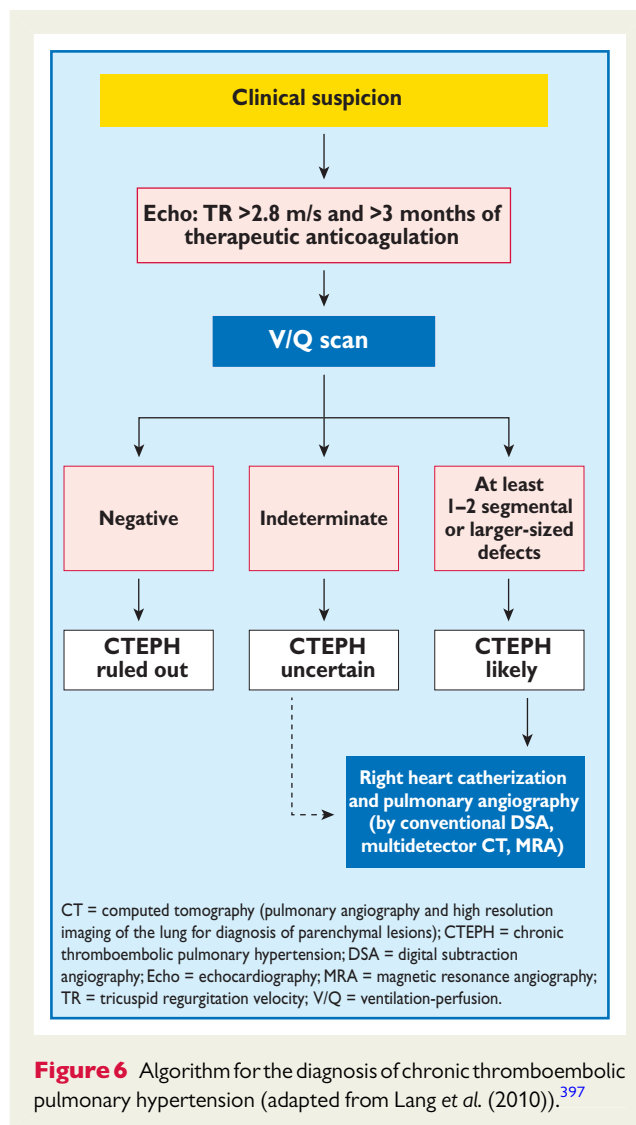 Clinical suspicion
Echo: TR >2.8 m/s and >3 months of
therapeutic anticoagulation
V/Q scan
Negative
Indeterminate
At least
1–2 segmental
or larger-sized
defects
CTEPH
ruled out
CTEPH
uncertain
CTEPH
likely
Right heart catherization
and pulmonary angiography
(by conventional DSA,
multidetector CT, MRA)
CT = computed tomography (pulmonary angiography and high resolution
imaging of the lung for diagnosis of parenchymal lesions); CTEPH = chronic
thromboembolic pulmonary hypertension; DSA = digital subtraction
angiography; Echo = echocardiography; MRA = magnetic resonance angiography;
TR = tricuspid regurgitation velocity; V/Q = ventilation-perfusion.
Figure 6 Algorithm for the diagnosis of chronic thromboembolic
pulmonary hypertension (adapted from Lang et al. (2010)).397